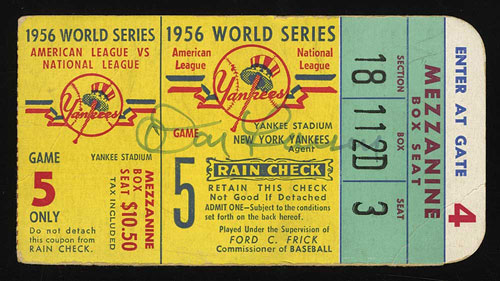 1956 WORLD SERIES
AMERICAN LEAGUE VS
NATIONAL LEAGUE
Yankees
YANKEE STADIUM
GAME
5
ONLY
MEZZANINE
BOX
SEAT $10.50
TAX INCLUDED
Do not detach
this coupon from
RAIN CHECK.
1956 WORLD SERIES
American
League
National
League
Yankees
YANKEE STADIUM
NEW YORK YANKEES
Agent
GAME
5
RAIN CHECK
RETAIN THIS CHECK
Not Good if Detached
ADMIT ONE—Subject to the conditions
set forth on the back hereof.
Played Under the Supervision of
FORD C. FRICK
Commissioner of BASEBALL
18 112D 3
SECTION BOX SEAT
MEZZANINE
BOX SEAT
ENTER AT GATE
4